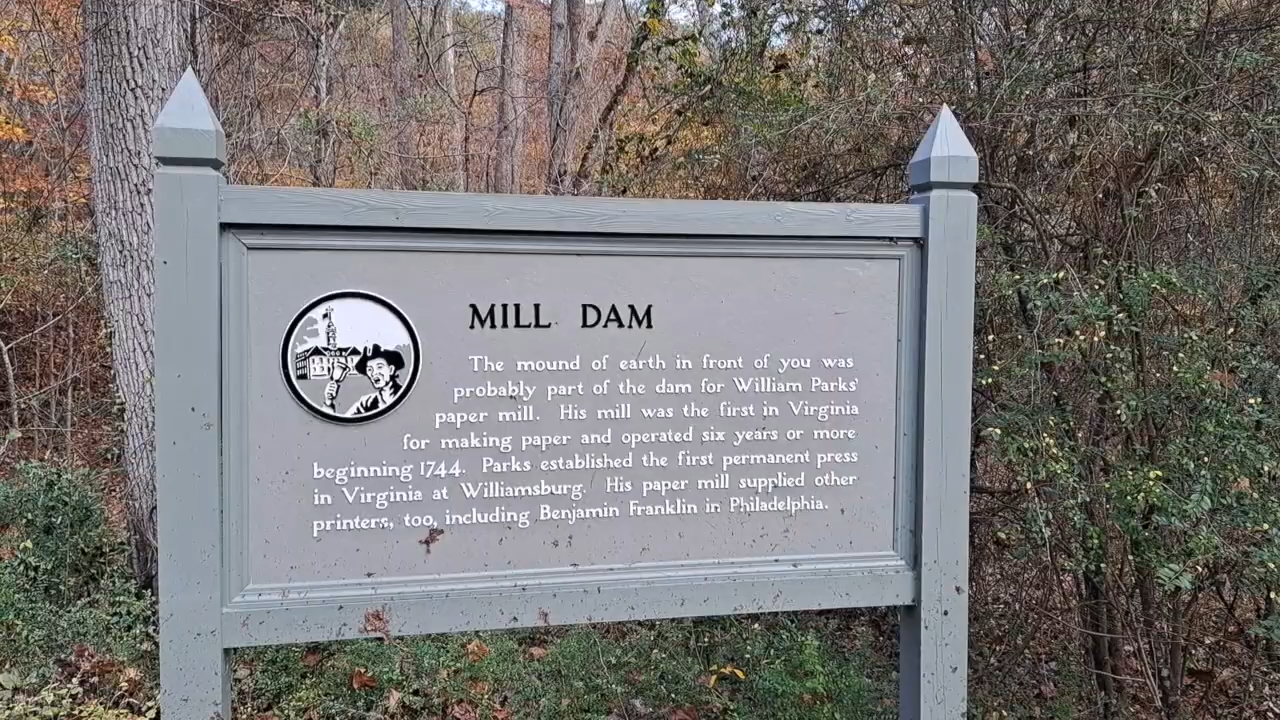 MILL DAM
The mound of earth in front of you was
probably part of the dam for William Parks'
paper mill. His mill was the first in Virginia
for making paper and operated six years or more
beginning 1744. Parks established the first permanent press
in Virginia at Williamsburg. His paper mill supplied other
printers, too, including Benjamin Franklin in Philadelphia.